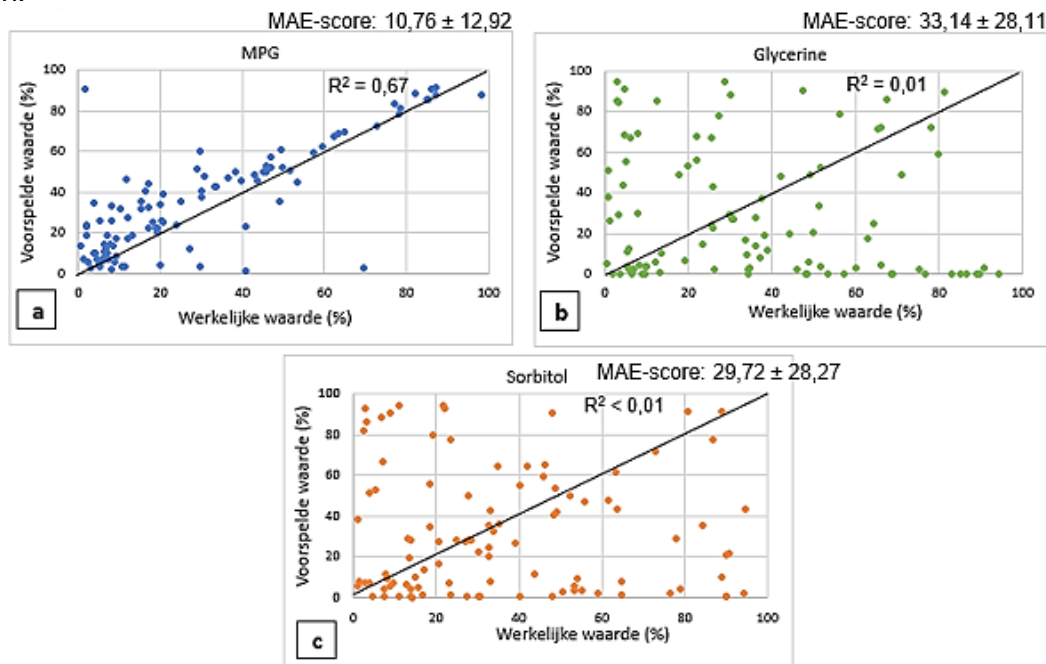 MAE-score: 10,76 ± 12,92
MPG
R² = 0,67
Voorspelde waarde (%)
100
80
60
40
20
0
0 20 40 60 80 100
Werkelijke waarde (%)
a
MAE-score: 33,14 ± 28,11
Glycerine
R² = 0,01
Voorspelde waarde (%)
100
80
60
40
20
0
0 20 40 60 80 100
Werkelijke waarde (%)
b
Sorbitol
MAE-score: 29,72 ± 28,27
R² < 0,01
Voorspelde waarde (%)
100
80
60
40
20
0
0 20 40 60 80 100
Werkelijke waarde (%)
c